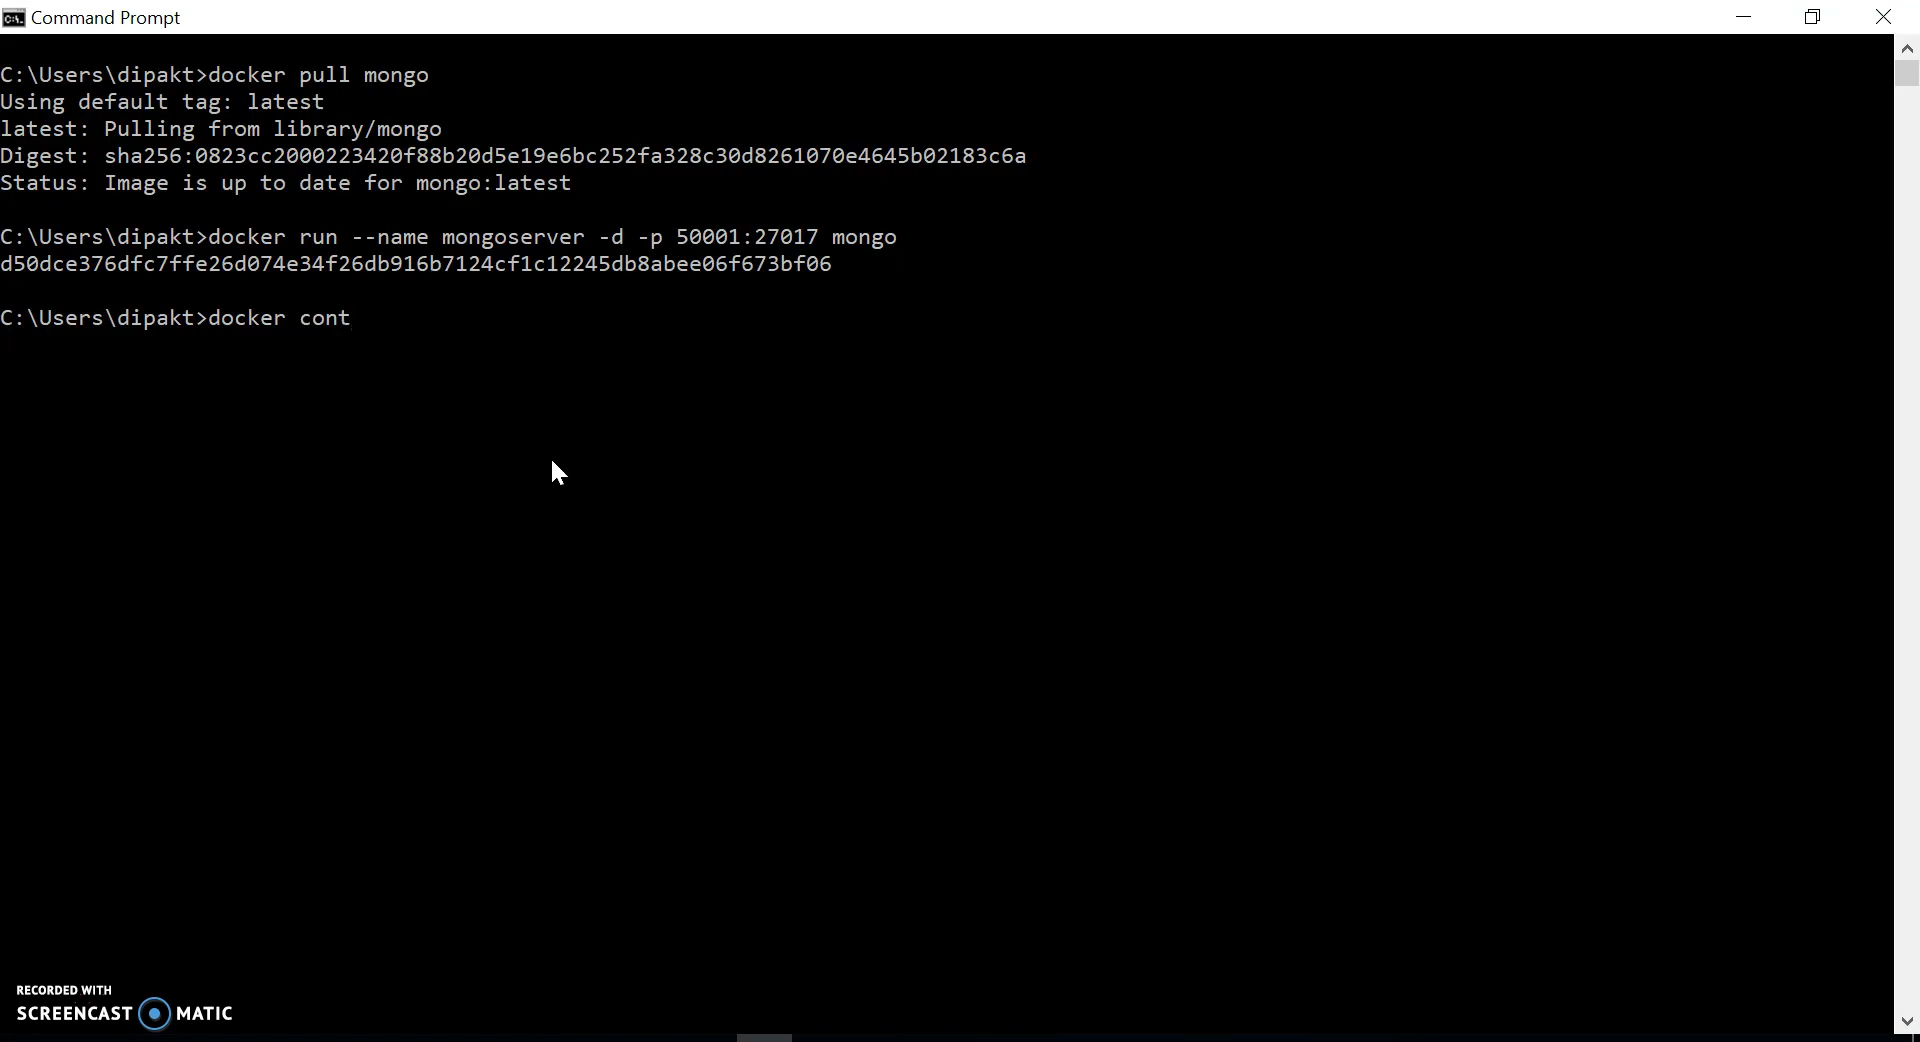 Command Prompt
C:\Users\dipakt>docker pull mongo
Using default tag: latest
latest: Pulling from library/mongo
Digest: sha256:0823cc2000223420f88b20d5e19e6bc252fa328c30d8261070e4645b02183c6a
Status: Image is up to date for mongo:latest
C:\Users\dipakt>docker run --name mongoserver -d -p 50001:27017 mongo
d50dce376dfc7ffe26d074e34f26db916b7124cf1c12245db8abee06f673bf06
C:\Users\dipakt>docker cont
RECORDED WITH
SCREENCAST MATIC